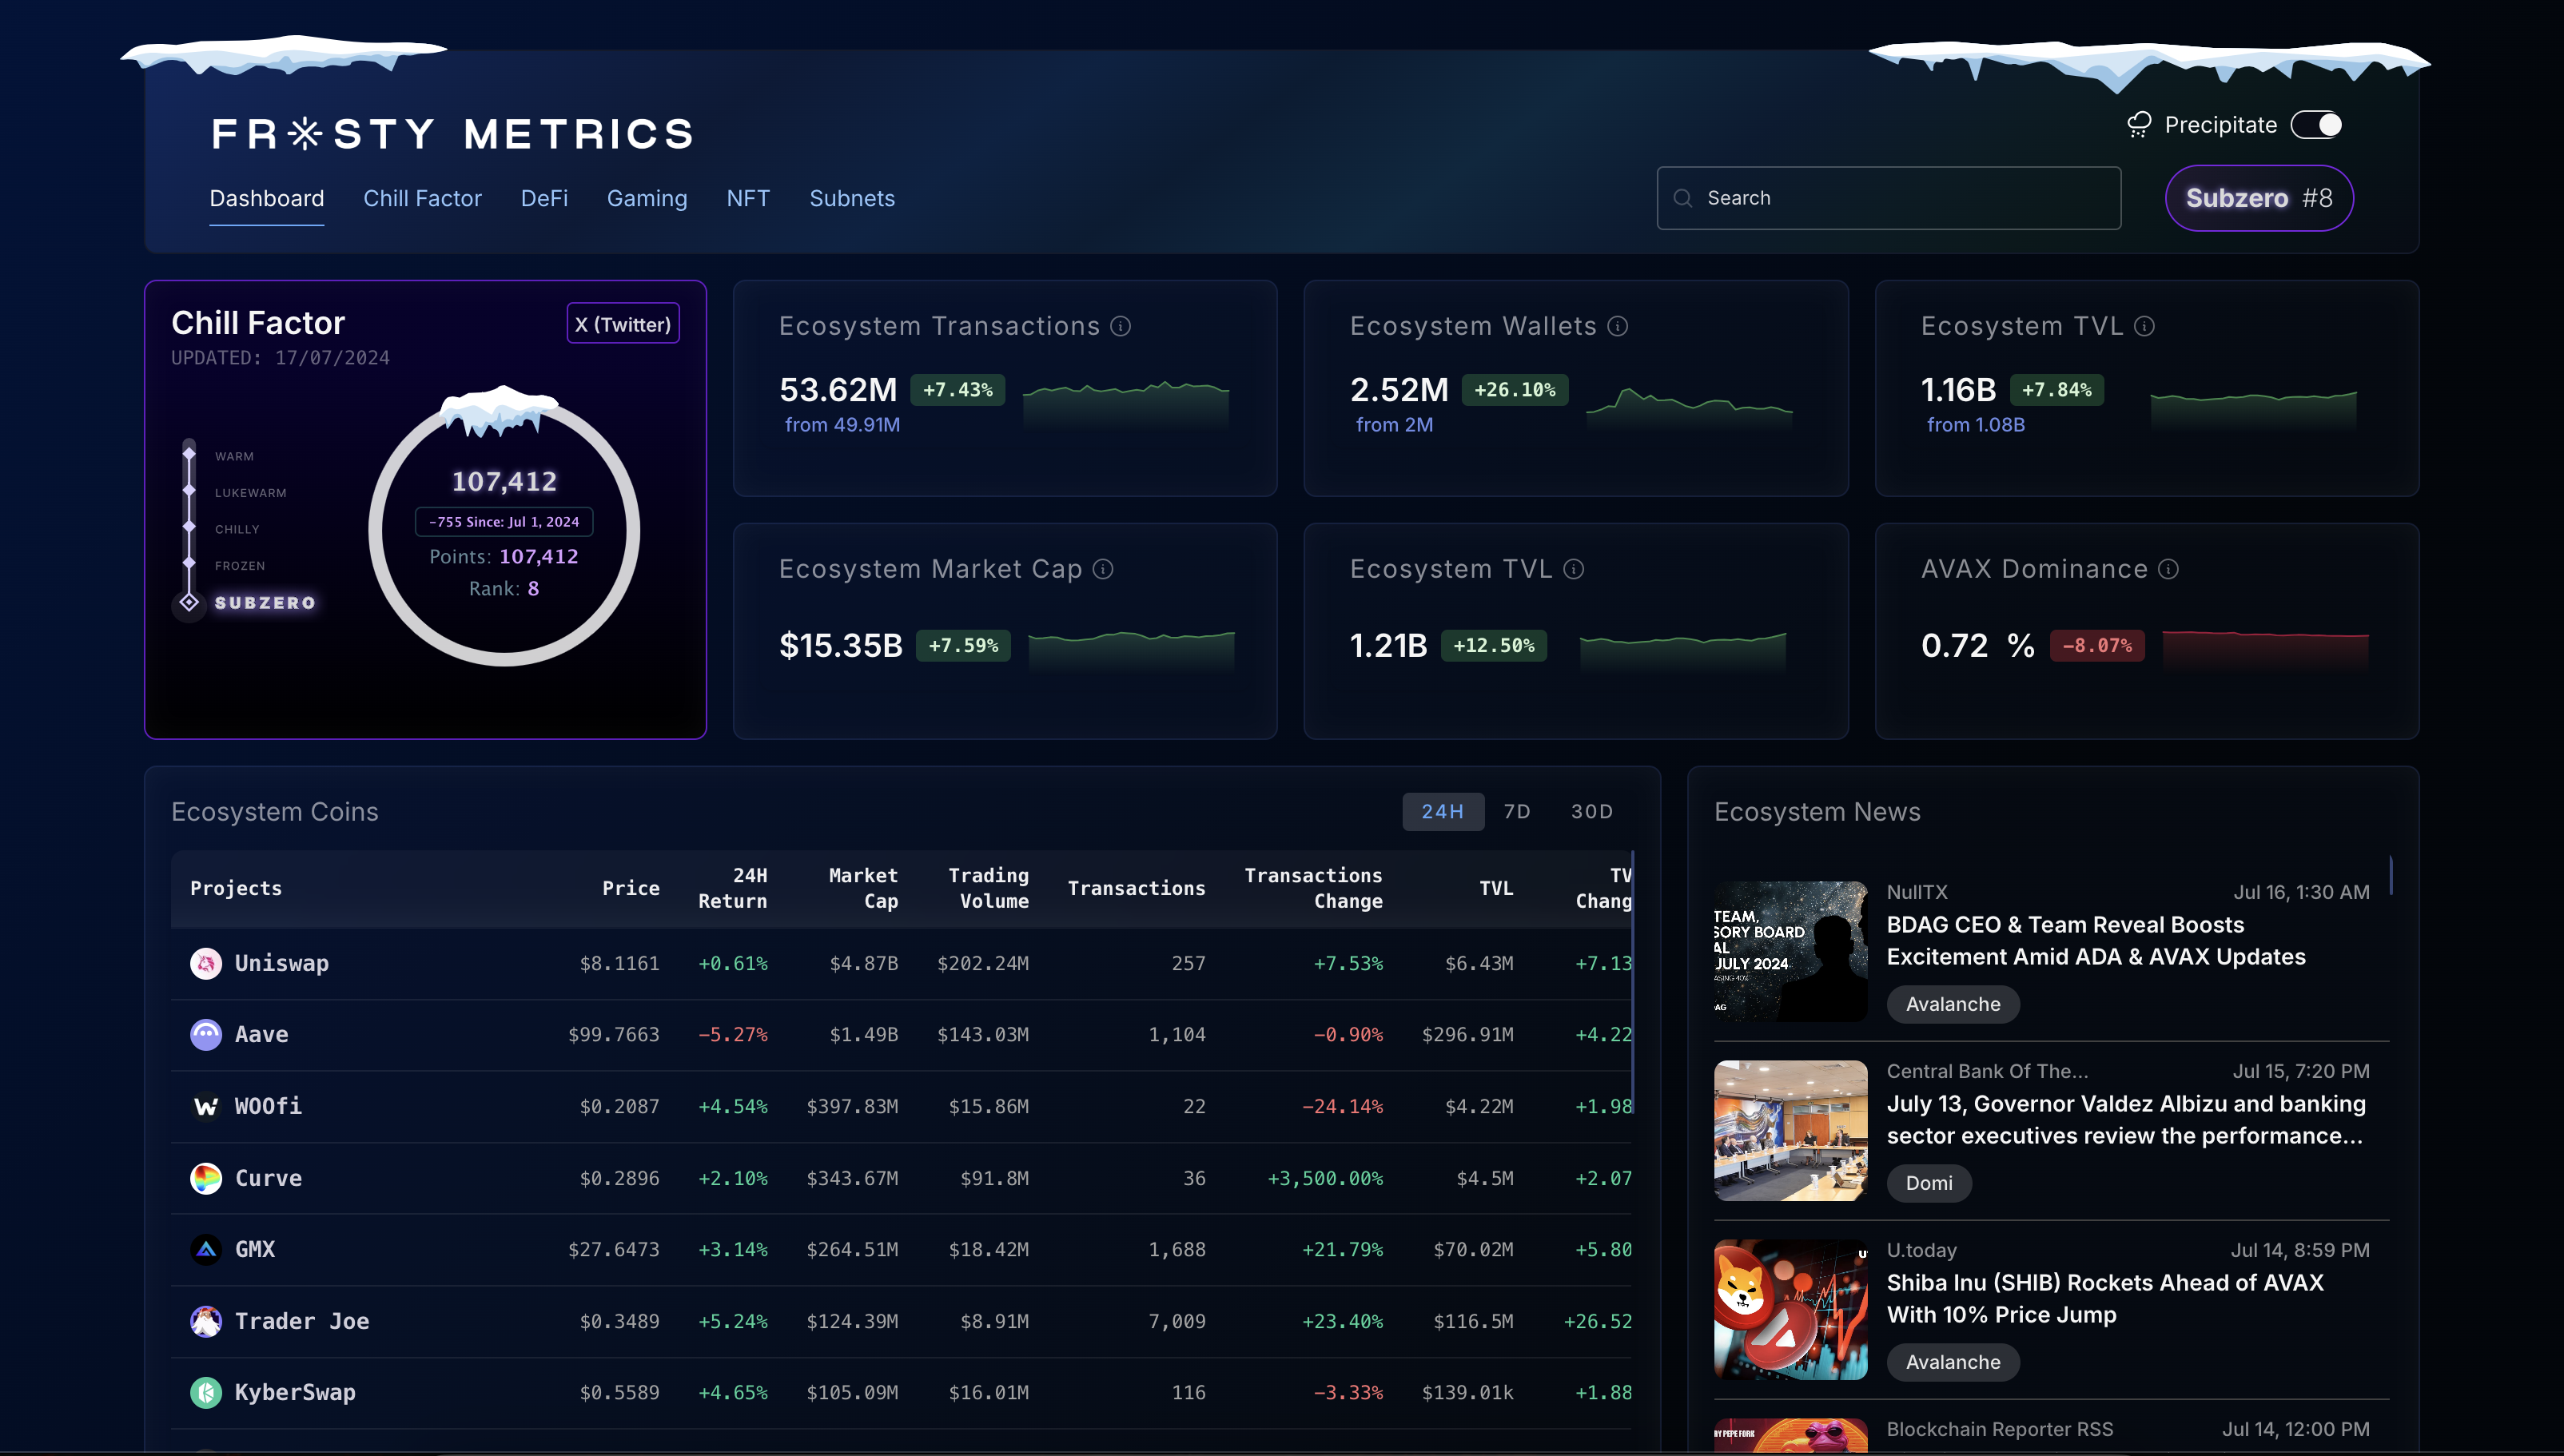 FR STY METRICS
Precipitate
Dashboard
Chill Factor
DeFi
Gaming
NFT
Subnets
Search
Subzero #8
Chill Factor
X (Twitter)
UPDATED: 17/07/2024
WARM
LUKEWARM
CHILLY
FROZEN
SUBZERO
107,412
-755 Since: Jul 1, 2024
Points: 107,412
Rank: 8
Ecosystem Transactions
53.62M +7.43%
from 49.91M
Ecosystem Wallets
2.52M +26.10%
from 2M
Ecosystem TVL
1.16B +7.84%
from 1.08B
Ecosystem Market Cap
$15.35B +7.59%
Ecosystem TVL
1.21B +12.50%
AVAX Dominance
0.72 % -8.07%
Ecosystem Coins
24H 7D 30D
Projects Price 24H Return Market Cap Trading Volume Transactions Transactions Change TVL TV Chang
Uniswap $8.1161 +0.61% $4.87B $202.24M 257 +7.53% $6.43M +7.13
Aave $99.7663 -5.27% $1.49B $143.03M 1,104 -0.90% $296.91M +4.22
WOOfi $0.2087 +4.54% $397.83M $15.86M 22 -24.14% $4.22M +1.98
Curve $0.2896 +2.10% $343.67M $91.8M 36 +3,500.00% $4.5M +2.07
GMX $27.6473 +3.14% $264.51M $18.42M 1,688 +21.79% $70.02M +5.80
Trader Joe $0.3489 +5.24% $124.39M $8.91M 7,009 +23.40% $116.5M +26.52
KyberSwap $0.5589 +4.65% $105.09M $16.01M 116 -3.33% $139.01k +1.88
Ecosystem News
TEAM,
SORY BOARD
AL
JULY 2024
NullTX Jul 16, 1:30 AM
BDAG CEO & Team Reveal Boosts
Excitement Amid ADA & AVAX Updates
Avalanche
Central Bank Of The... Jul 15, 7:20 PM
July 13, Governor Valdez Albizu and banking
sector executives review the performance...
Domi
U.today Jul 14, 8:59 PM
Shiba Inu (SHIB) Rockets Ahead of AVAX
With 10% Price Jump
Avalanche
BY PEPE FORK
Blockchain Reporter RSS Jul 14, 12:00 PM